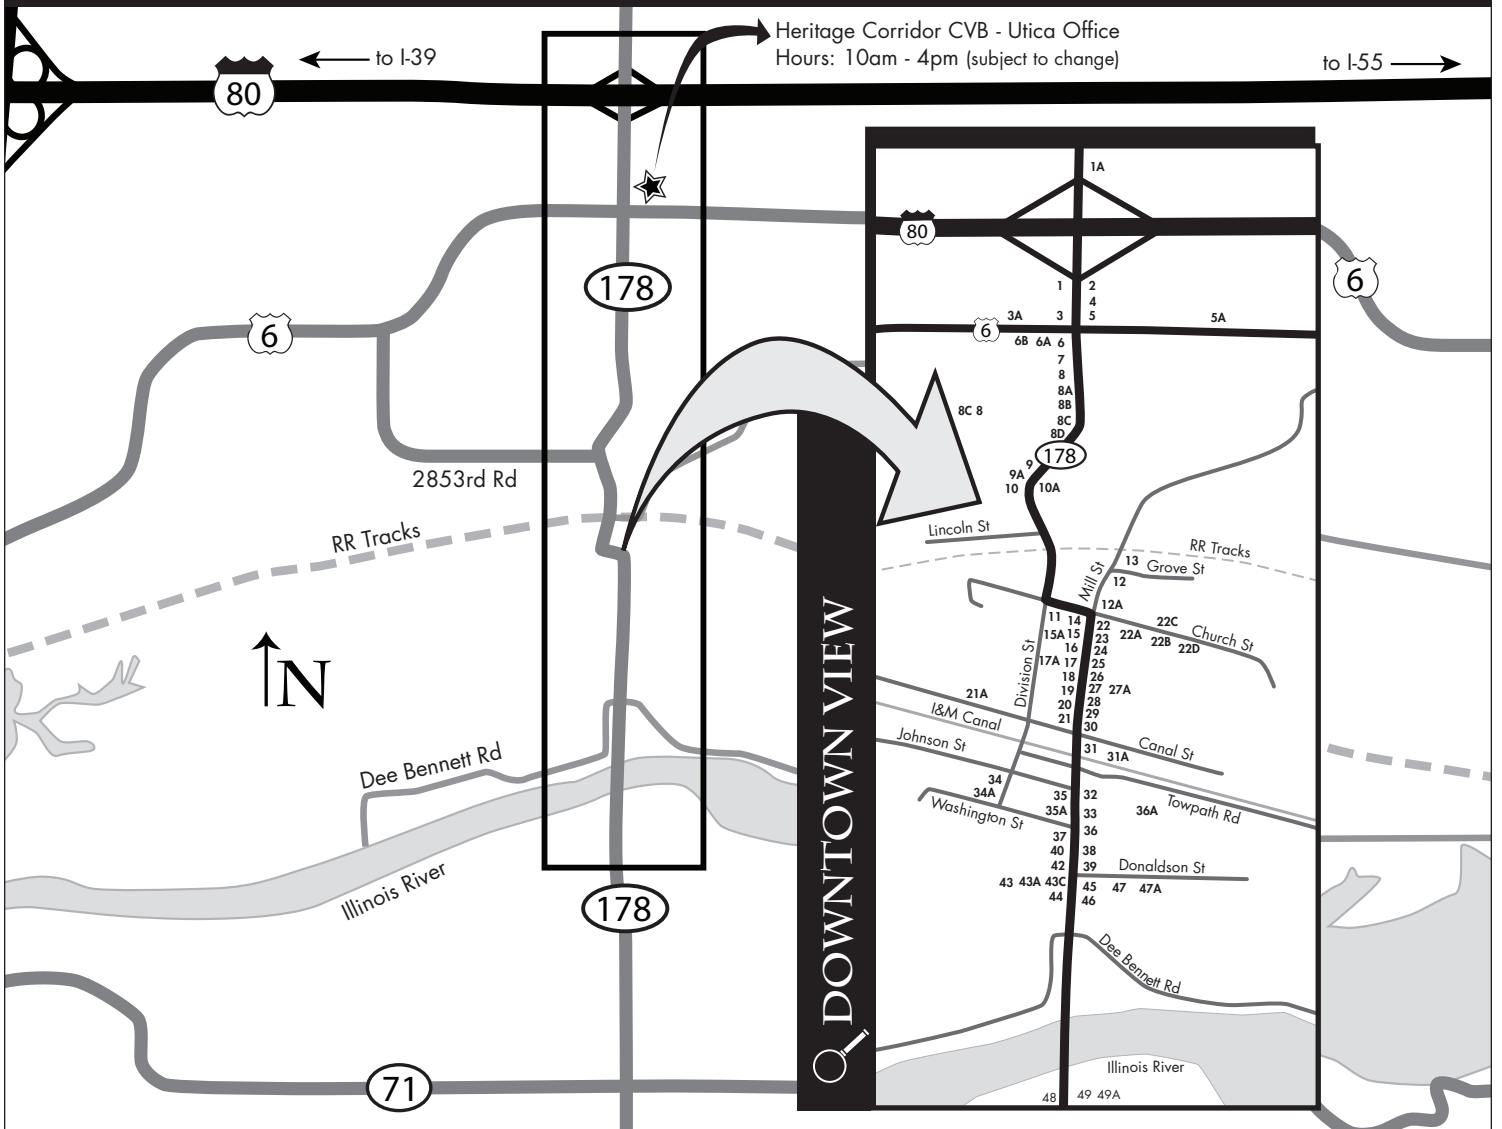 Heritage Corridor CVB - Utica Office
Hours: 10am - 4pm (subject to change)
to I-39
to I-55
80
178
6
6
2853rd Rd
RR Tracks
N
Dee Bennett Rd
Illinois River
178
71
DOWNTOWN VIEW
1A
80
1 2
4
3A 3 5 5A
6
6B 6A 6
7
8
8A
8B
8C 8
8C
8D
178
9
9A
10 10A
Lincoln St
RR Tracks
Mill St
13 Grove St
12
12A
11 14 22 22C
15A 15 23 22A 22B 22D Church St
16 24
17A 17 25
Division St
18 26
19 27 27A
21A 20 28
21 29
30
I&M Canal
Johnson St
31 31A Canal St
34
34A
Washington St
35 32
35A 33 36A Towpath Rd
37 36
40 38
42 39 Donaldson St
43 43A 43C 45 47 47A
44 46
Dee Bennett Rd
Illinois River
48 49 49A